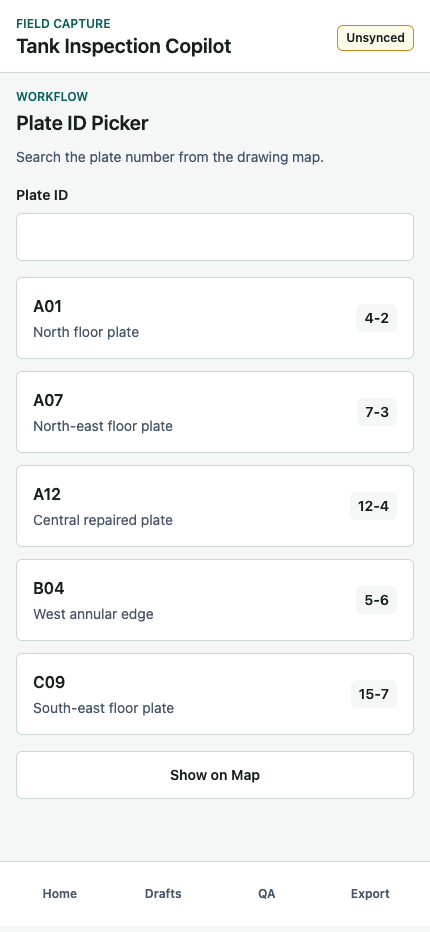 FIELD CAPTURE
Tank Inspection Copilot
Unsynced
WORKFLOW
Plate ID Picker
Search the plate number from the drawing map.
Plate ID
A01
North floor plate
4-2
A07
North-east floor plate
7-3
A12
Central repaired plate
12-4
B04
West annular edge
5-6
C09
South-east floor plate
15-7
Show on Map
Home Drafts QA Export